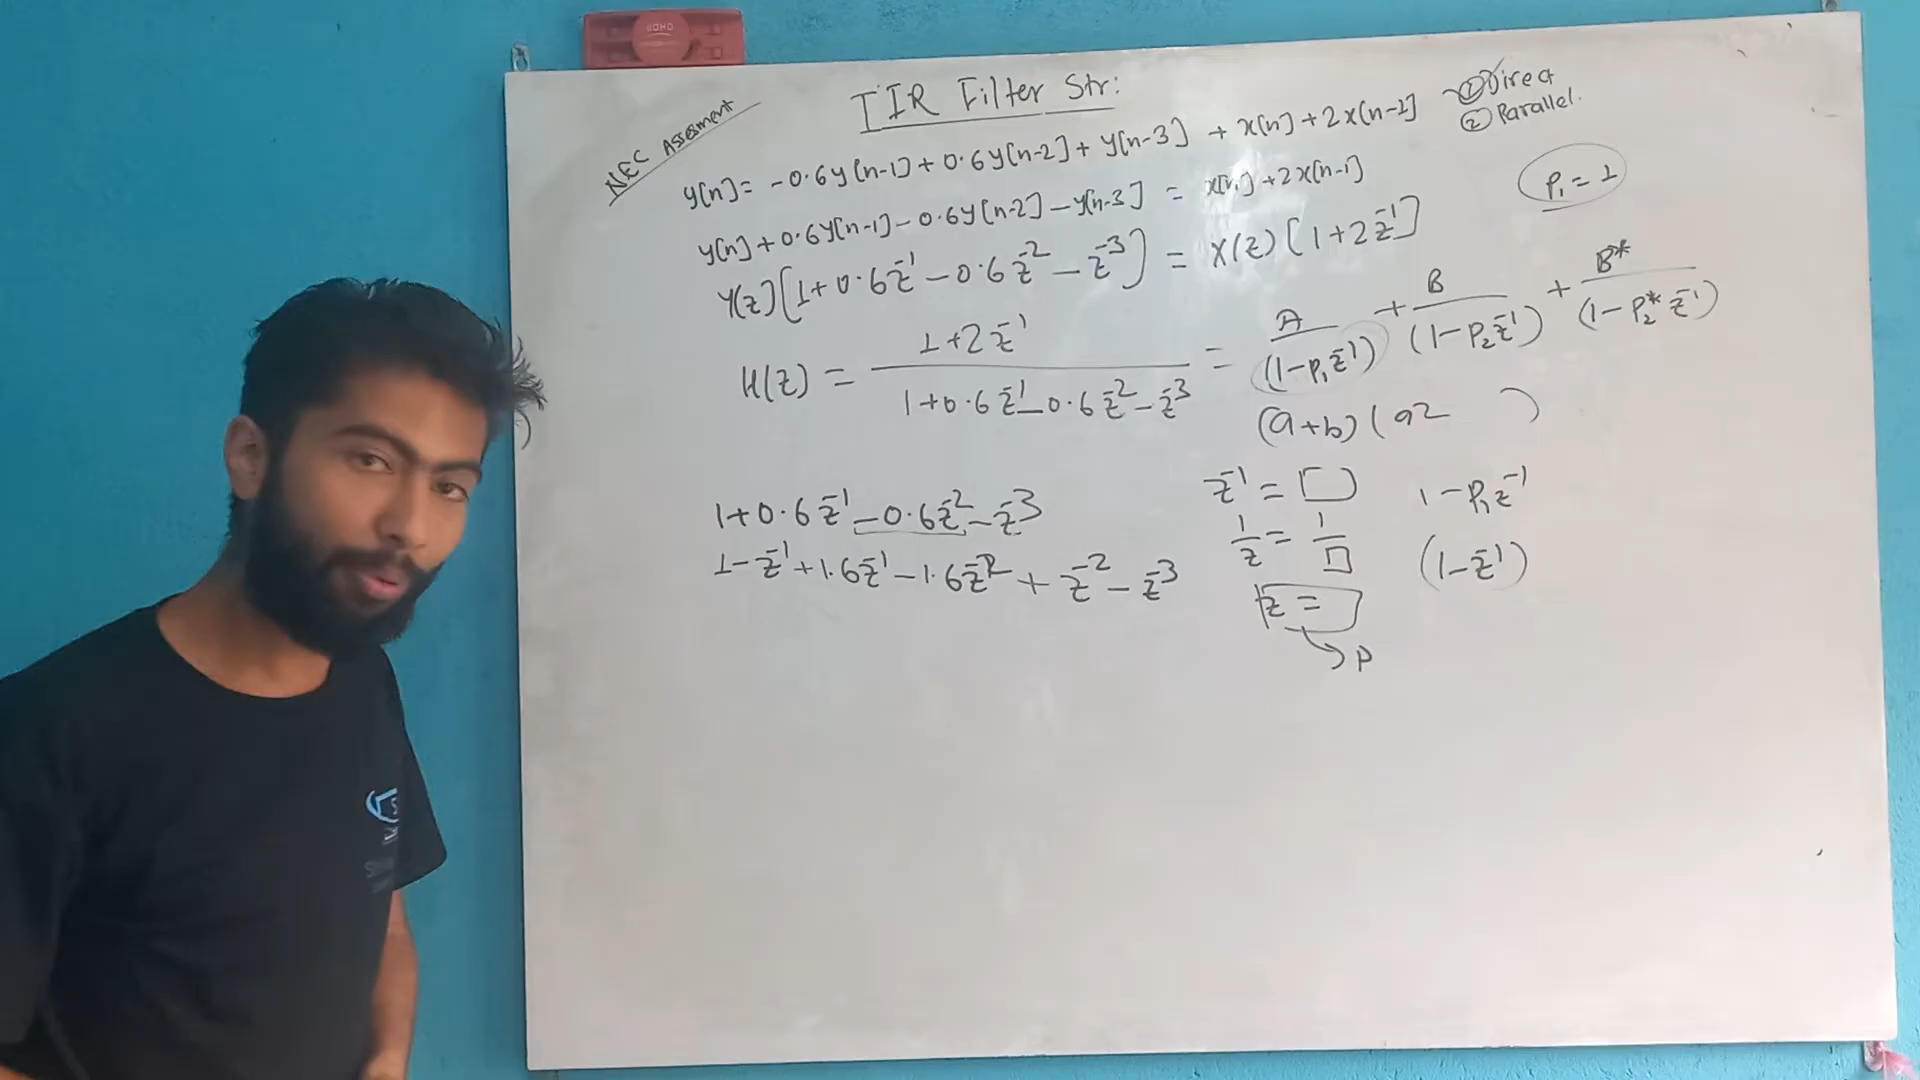 SOHO
NEC Assesment
IIR Filter Str:
① Direct
② Parallel.
y[n] = -0.6y[n-1] + 0.6y[n-2] + y[n-3] + x[n] + 2x[n-1]
y[n] + 0.6y[n-1] - 0.6y[n-2] - y[n-3] = x[n] + 2x[n-1]
P₁ = 1
Y(z)[1 + 0.6z⁻¹ - 0.6z⁻² - z⁻³] = X(z)[1 + 2z⁻¹]
H(z) = (1 + 2z⁻¹) / (1 + 0.6z⁻¹ - 0.6z⁻² - z⁻³) = A / (1 - P₁z⁻¹) + B / (1 - P₂z⁻¹) + B* / (1 - P₂* z⁻¹)
(a+b)(a2 )
1 + 0.6z⁻¹ - 0.6z⁻² - z⁻³
1 - z⁻¹ + 1.6z⁻¹ - 1.6z⁻² + z⁻² - z⁻³
z⁻¹ = □
1/z = 1/□
z =
P
1 - P₁z⁻¹
(1 - z⁻¹)